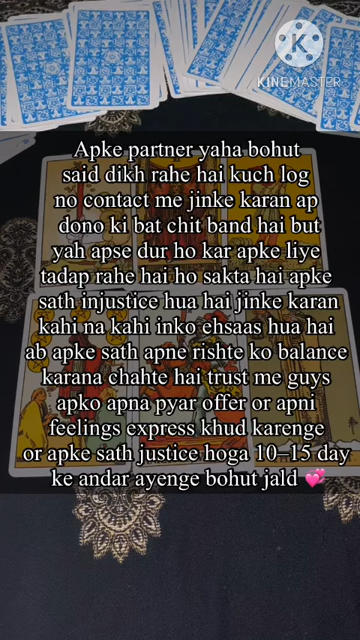 KINEMASTER
Apke partner yaha bohut
said dikh rahe hai kuch log
no contact me jinke karan ap
dono ki bat chit band hai but
yah apse dur ho kar apke liye
tadap rahe hai ho sakta hai apke
sath injustice hua hai jinke karan
kahi na kahi inko ehsaas hua hai
ab apke sath apne rishte ko balance
karana chahte hai trust me guys
apko apna pyar offer or apni
feelings express khud karenge
or apke sath justice hoga 10–15 day
ke andar ayenge bohut jald 💞